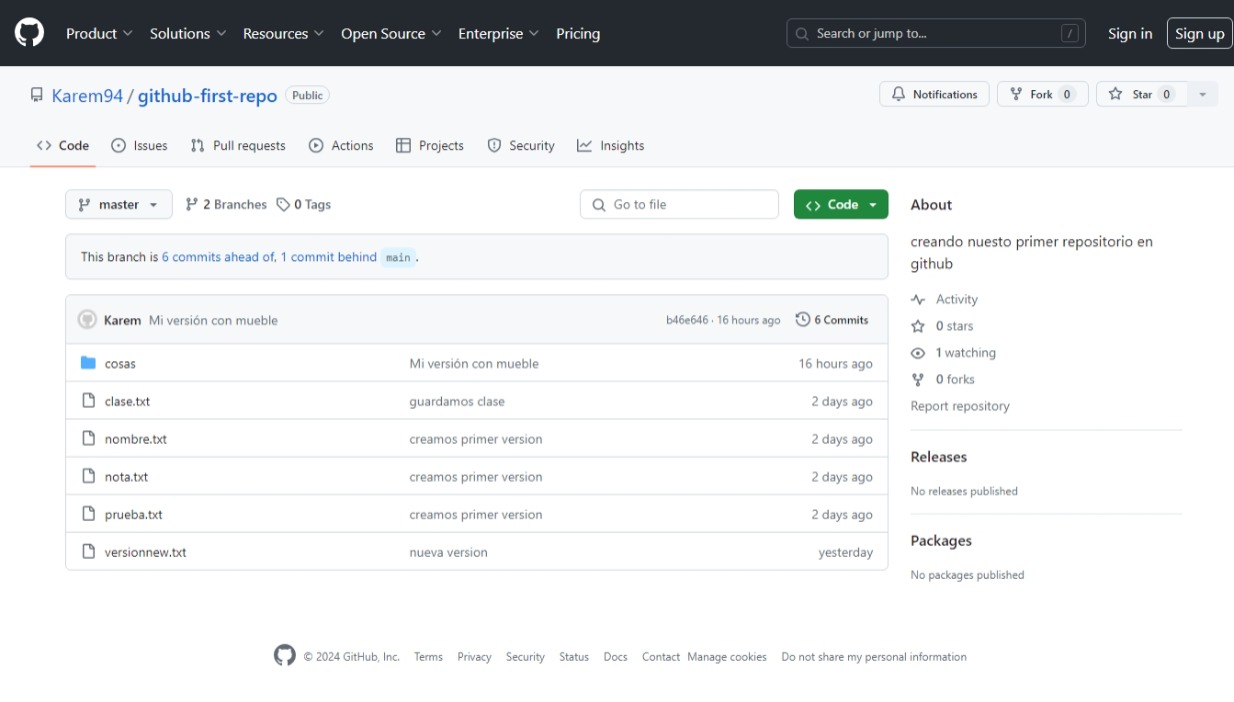 Product Solutions Resources Open Source Enterprise Pricing Search or jump to... / Sign in Sign up
Karem94 / github-first-repo Public Notifications Fork 0 Star 0
Code Issues Pull requests Actions Projects Security Insights
master 2 Branches 0 Tags Go to file Code
This branch is 6 commits ahead of, 1 commit behind main .
Karem Mi versión con mueble b46e646 · 16 hours ago 6 Commits
cosas Mi versión con mueble 16 hours ago
clase.txt guardamos clase 2 days ago
nombre.txt creamos primer version 2 days ago
nota.txt creamos primer version 2 days ago
prueba.txt creamos primer version 2 days ago
versionnew.txt nueva version yesterday
About
creando nuesto primer repositorio en
github
Activity
0 stars
1 watching
0 forks
Report repository
Releases
No releases published
Packages
No packages published
© 2024 GitHub, Inc. Terms Privacy Security Status Docs Contact Manage cookies Do not share my personal information